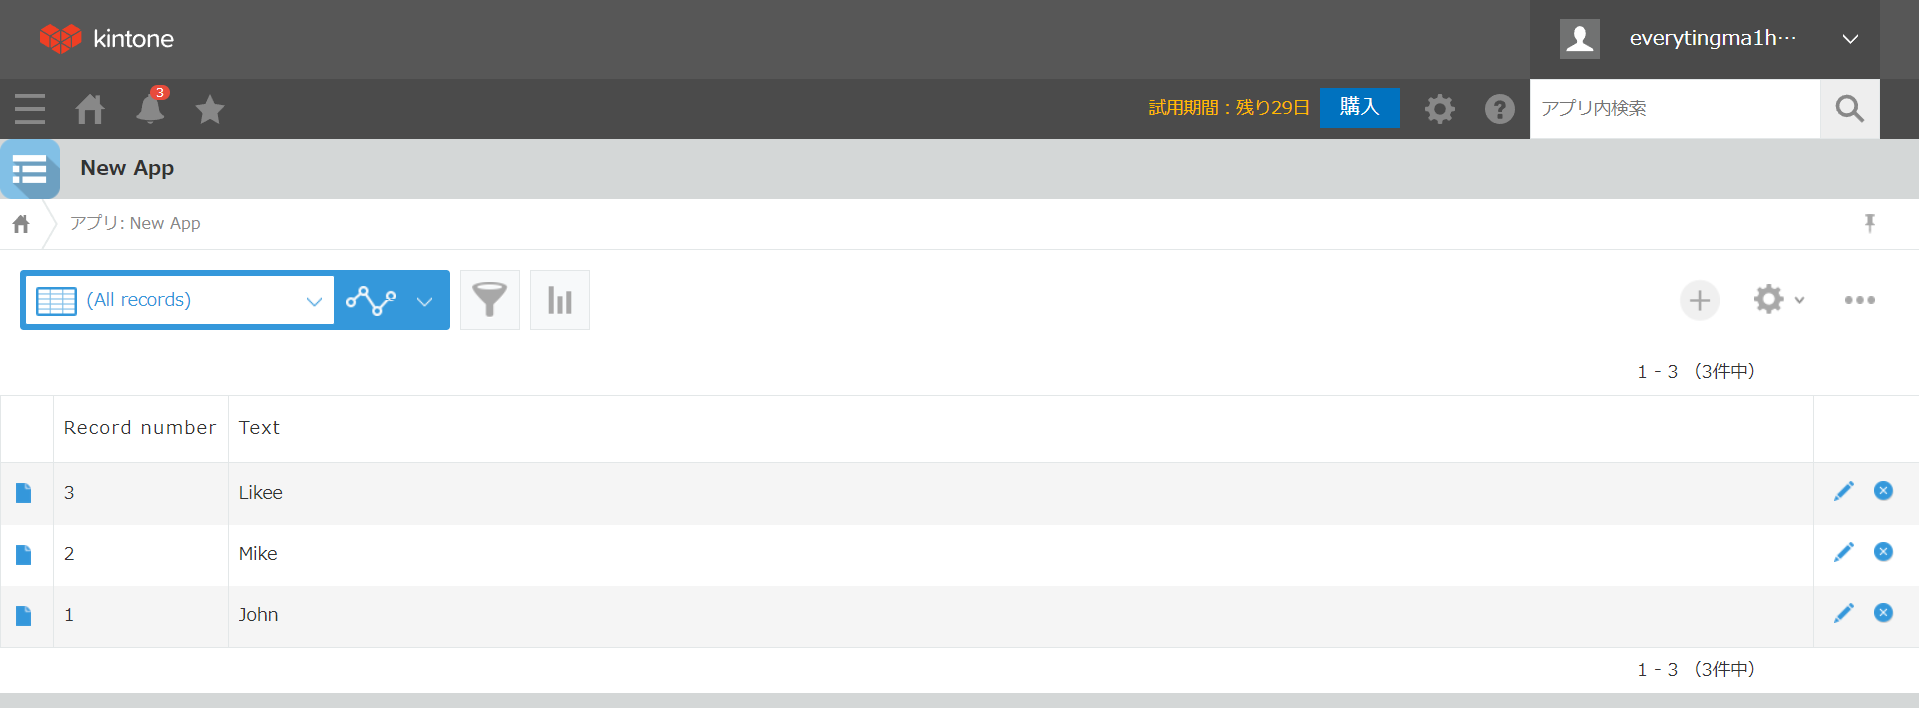 kintone
everytingma1h…
3
試用期間：残り29日
購入
アプリ内検索
New App
アプリ: New App
(All records)
1 - 3 （3件中）
Record number Text
3 Likee
2 Mike
1 John
1 - 3 （3件中）